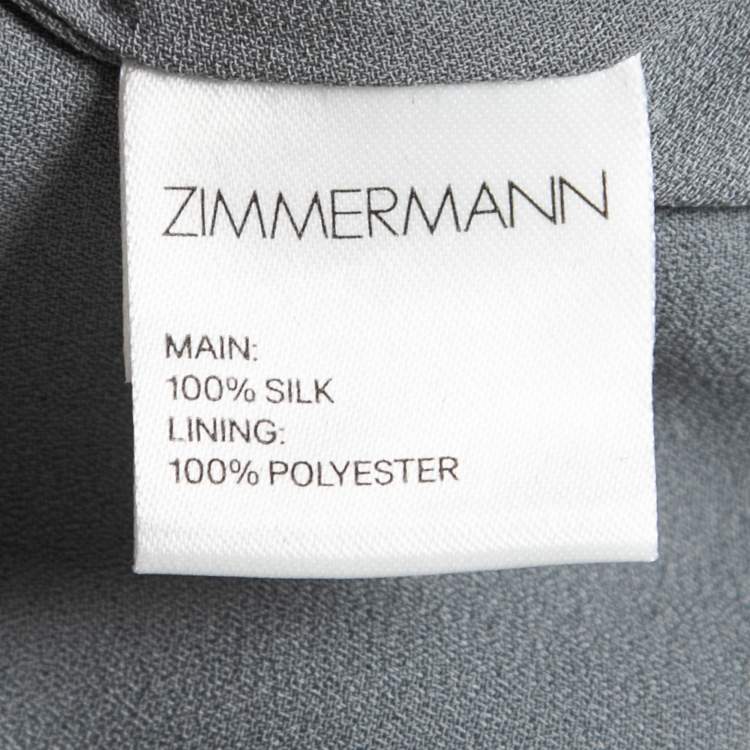 ZIMMERMANN
MAIN:
100% SILK
LINING:
100% POLYESTER